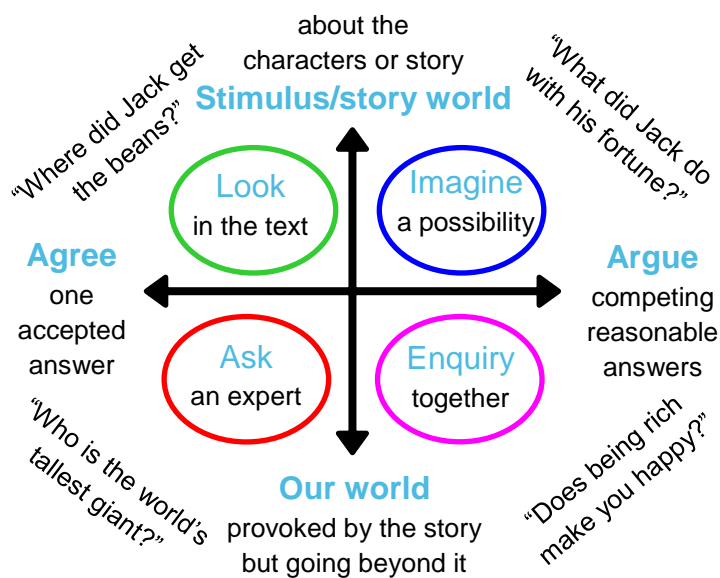 about the
characters or story
Stimulus/story world
“Where did Jack get
the beans?”
“What did Jack do
with his fortune?”
Look
in the text
Imagine
a possibility
Agree
one
accepted
answer
Argue
competing
reasonable
answers
Ask
an expert
Enquiry
together
“Who is the world’s
tallest giant?”
“Does being rich
make you happy?”
Our world
provoked by the story
but going beyond it